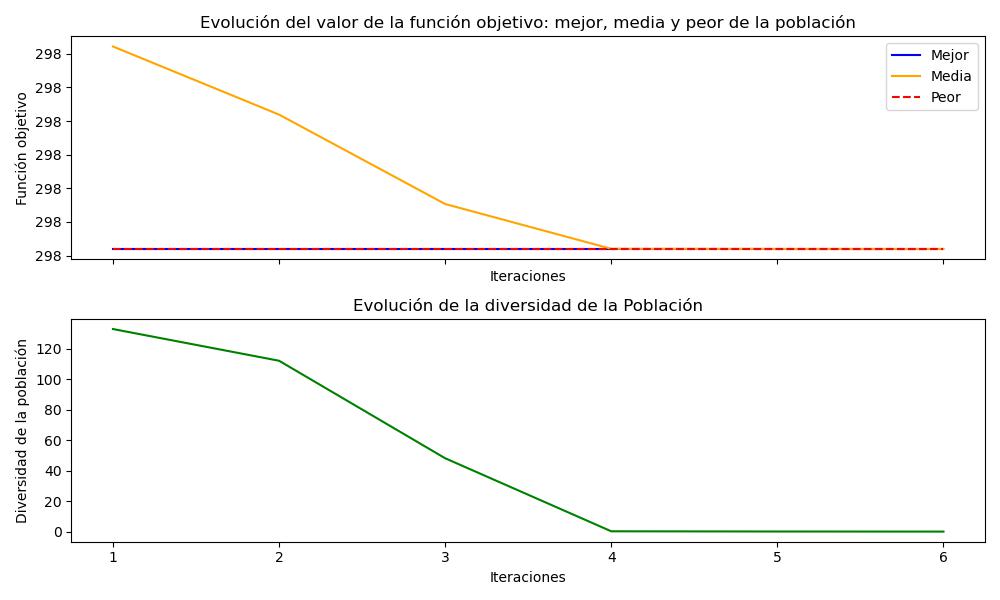 Evolución del valor de la función objetivo: mejor, media y peor de la población
298
298
298
298
298
298
298
Función objetivo
Mejor
Media
Peor
Iteraciones
Evolución de la diversidad de la Población
120
100
80
60
40
20
0
Diversidad de la población
1 2 3 4 5 6
Iteraciones